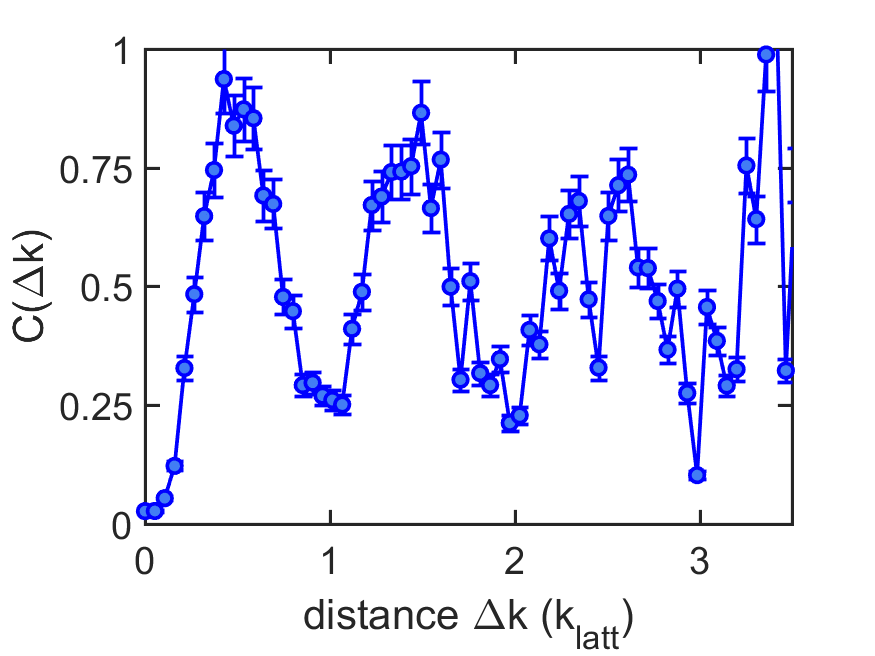 1
0.75
0.5
0.25
0
C(Δk)
0 1 2 3
distance Δk (k_latt)